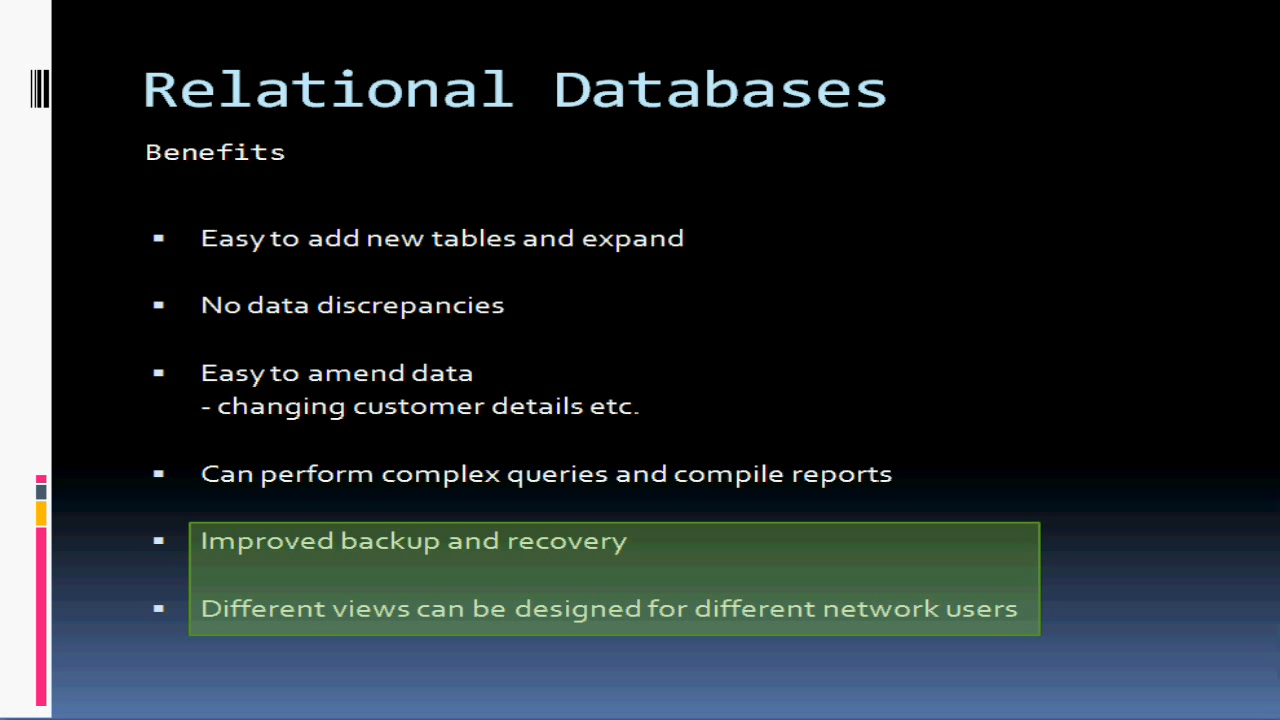 Relational Databases
Benefits
▪ Easy to add new tables and expand
▪ No data discrepancies
▪ Easy to amend data
- changing customer details etc.
▪ Can perform complex queries and compile reports
▪ Improved backup and recovery
▪ Different views can be designed for different network users